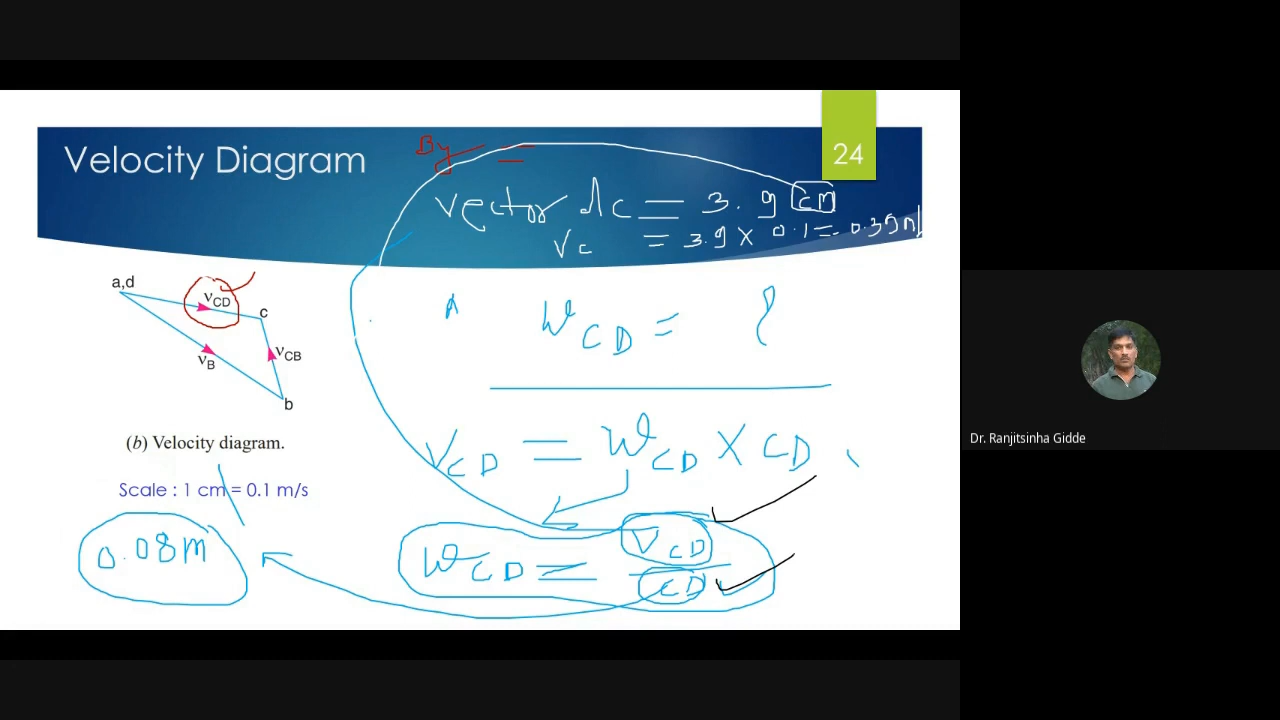 Velocity Diagram
24
By
vector dc = 3.9 cm
Vc = 3.9 X 0.1 = 0.39 m/
a,d
vCD
c
vB
vCB
b
ωCD = ?
VCD = ωCD X CD
(b) Velocity diagram.
Scale : 1 cm = 0.1 m/s
0.08m
ωCD = VCD
CD
Dr. Ranjitsinha Gidde